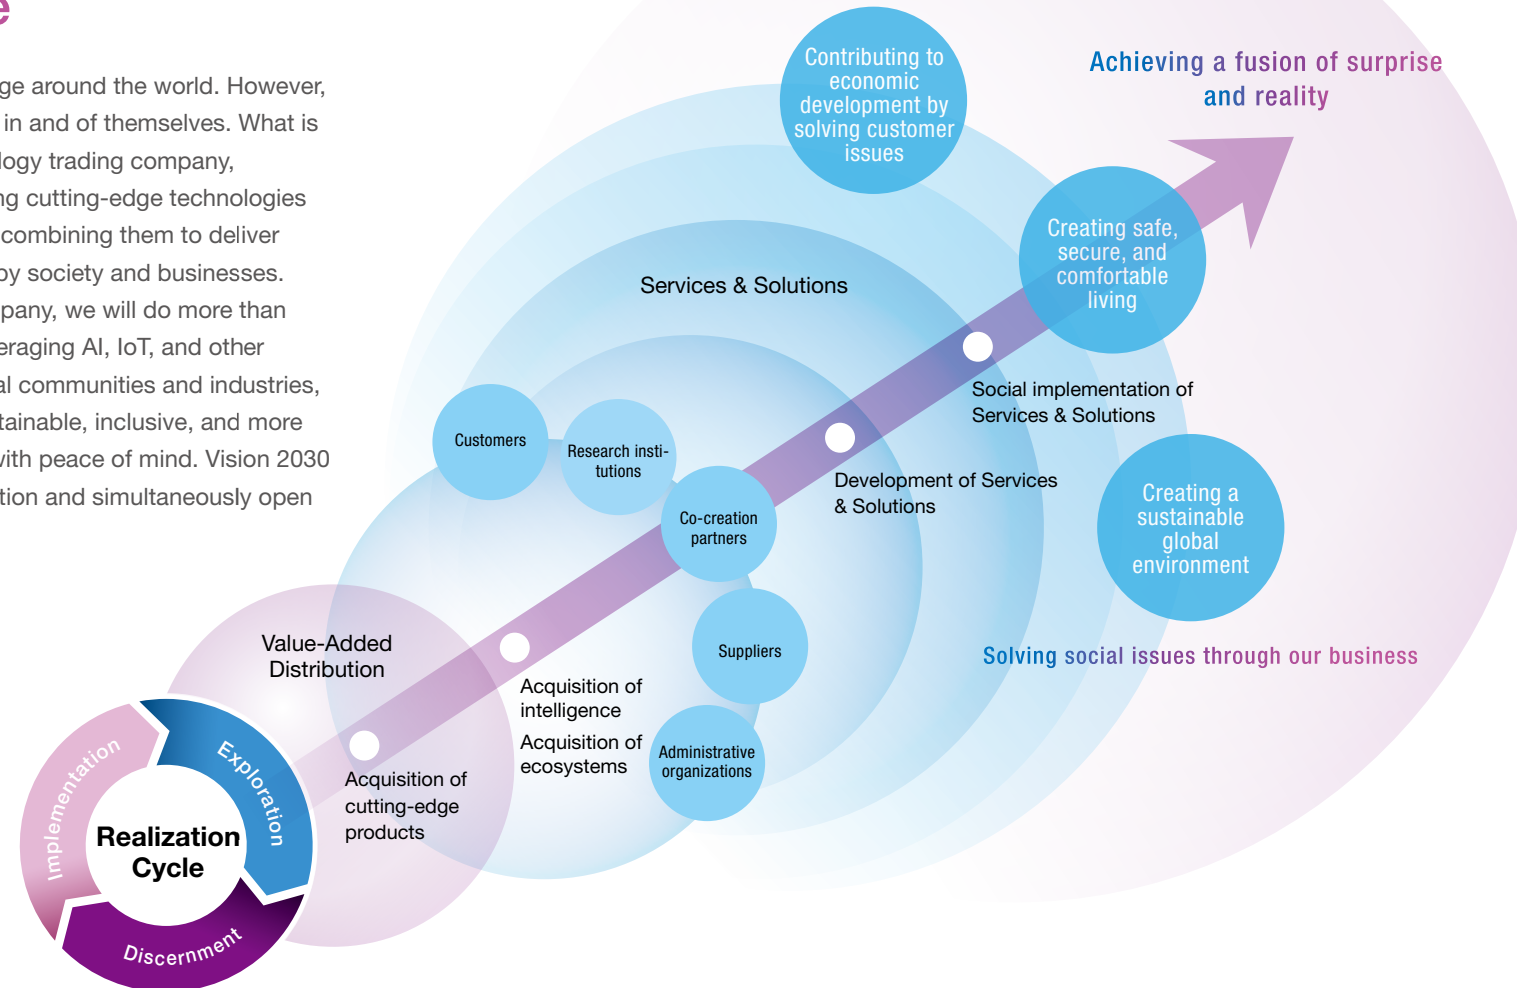 e
ge around the world. However,
in and of themselves. What is
logy trading company,
ng cutting-edge technologies
combining them to deliver
by society and businesses.
pany, we will do more than
eraging AI, IoT, and other
al communities and industries,
stainable, inclusive, and more
with peace of mind. Vision 2030
tion and simultaneously open
Contributing to
economic
development by
solving customer
issues
Achieving a fusion of surprise
and reality
Creating safe,
secure, and
comfortable
living
Services & Solutions
Social implementation of
Services & Solutions
Customers
Research insti-
tutions
Development of Services
& Solutions
Co-creation
partners
Creating a
sustainable
global
environment
Value-Added
Distribution
Suppliers
Solving social issues through our business
Acquisition of
intelligence
Acquisition of
ecosystems
Administrative
organizations
Acquisition of
cutting-edge
products
Implementation
Exploration
Realization
Cycle
Discernment